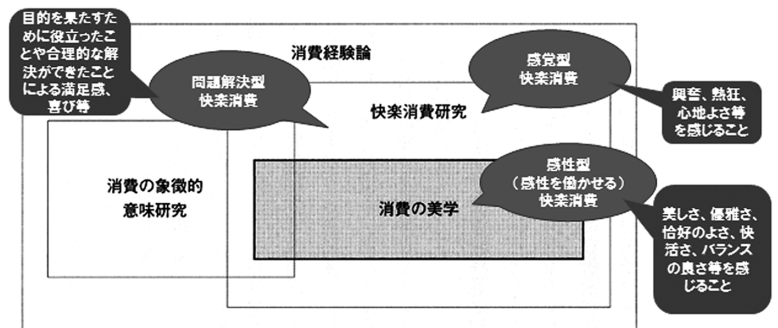 目的を果たすた
めに役立ったこ
とや合理的な解
決ができたこと
による満足感、
喜び等
消費経験論
問題解決型
快楽消費
感覚型
快楽消費
快楽消費研究
興奮、熱狂、
心地よさ等
を感じること
消費の象徴的
意味研究
消費の美学
感性型
（感性を働かせる）
快楽消費
美しさ、優雅さ、
恰好のよさ、快
活さ、バランス
の良さ等を感
じること